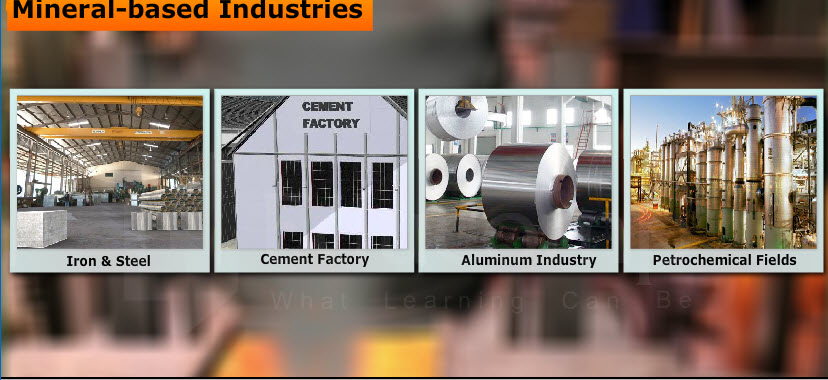 Mineral-based Industries
CEMENT
FACTORY
Iron & Steel
Cement Factory
Aluminum Industry
Petrochemical Fields
What Learning Can Be